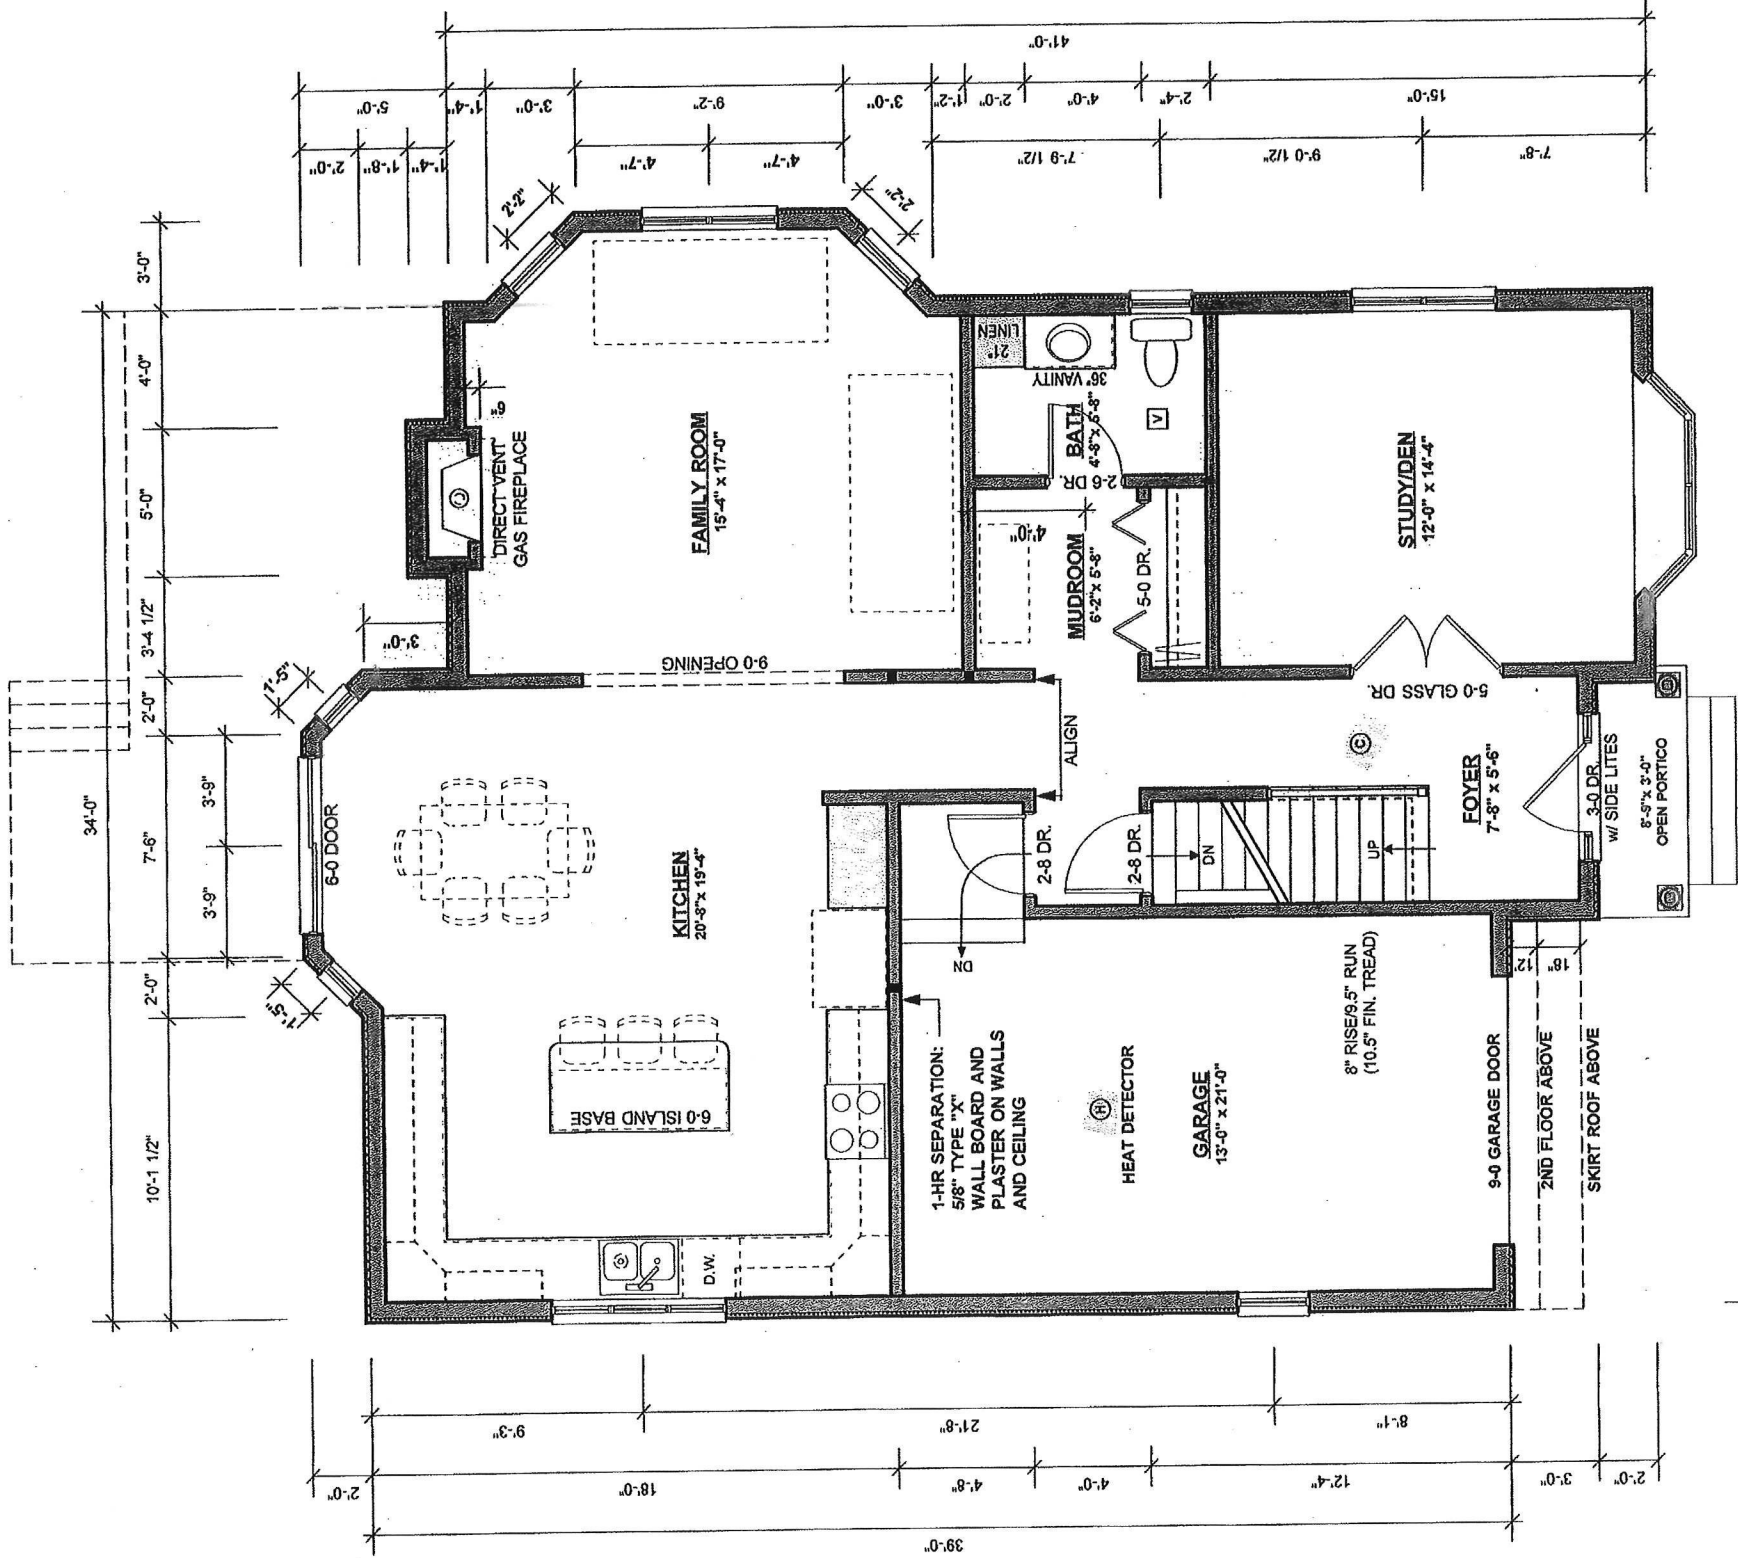 41'-0"
5'-0"
1'-4"
3'-0"
9'-2"
3'-0"
1'-2"
2'-0"
4'-0"
2'-4"
15'-0"
2'-0"
1'-8"
1'-4"
4'-7"
4'-7"
7'-9 1/2"
9'-0 1/2"
7'-8"
2'-2"
2'-2"
34'-0"
3'-0"
4'-0"
5'-0"
3'-4 1/2"
2'-0"
7'-6"
2'-0"
10'-1 1/2"
3'-9"
3'-9"
1'-5"
1'-5"
3'-0"
6"
DIRECT VENT
GAS FIREPLACE
FAMILY ROOM
15'-4" x 17'-0"
9-0 OPENING
21"
LINEN
36" VANITY
BATH
4'-8" x 5'-8"
V
2-6 DR.
4'-0"
MUDROOM
6'-2" x 5'-8"
5-0 DR.
STUDY/DEN
12'-0" x 14'-4"
5-0 GLASS DR.
ALIGN
C
FOYER
7'-8" x 5'-6"
3-0 DR.
w/ SIDE LITES
8'-9" x 3'-0"
OPEN PORTICO
6-0 DOOR
KITCHEN
20'-8" x 19'-4"
6-0 ISLAND BASE
D.W.
2-8 DR.
2-8 DR.
DN
UP
DN
1-HR SEPARATION:
5/8" TYPE "X"
WALL BOARD AND
PLASTER ON WALLS
AND CEILING
H
HEAT DETECTOR
GARAGE
13'-0" x 21'-0"
8" RISE/9.5" RUN
(10.5" FIN. TREAD)
9-0 GARAGE DOOR
12"
18"
2ND FLOOR ABOVE
SKIRT ROOF ABOVE
9'-3"
21'-8"
8'-1"
2'-0"
18'-0"
4'-8"
4'-0"
12'-4"
3'-0"
2'-0"
39'-0"